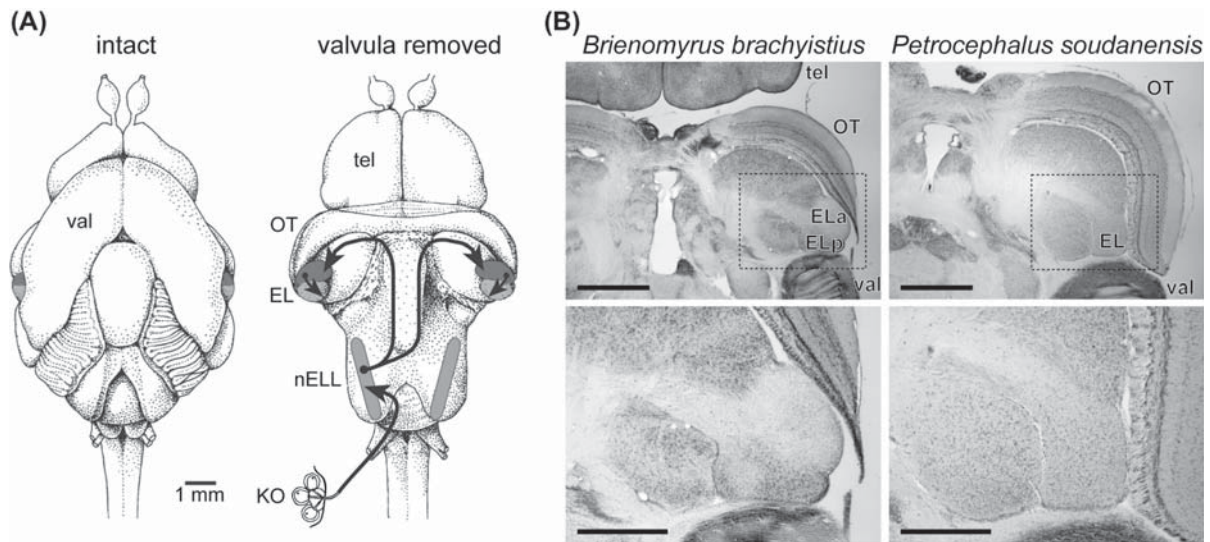 (A)
intact
valvula removed
val
tel
OT
EL
nELL
KO
1 mm
(B)
Brienomyrus brachyistius
Petrocephalus soudanensis
tel
OT
ELa
ELp
val
OT
EL
val